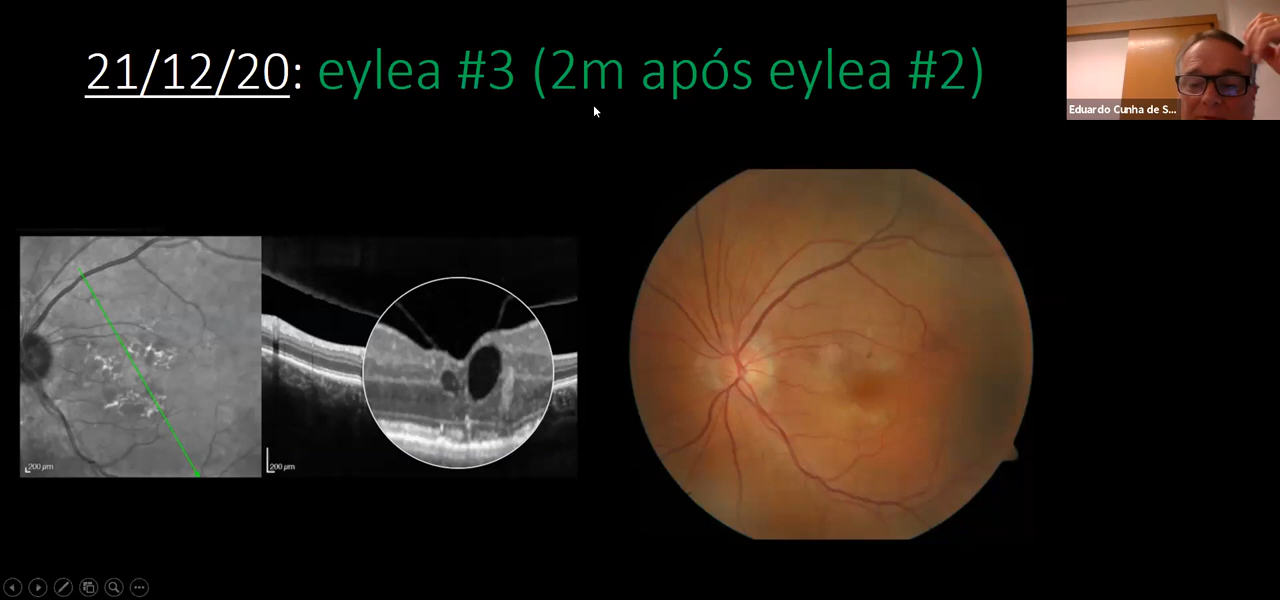 21/12/20: eylea #3 (2m após eylea #2)
Eduardo Cunha de S...
200 µm
200 µm